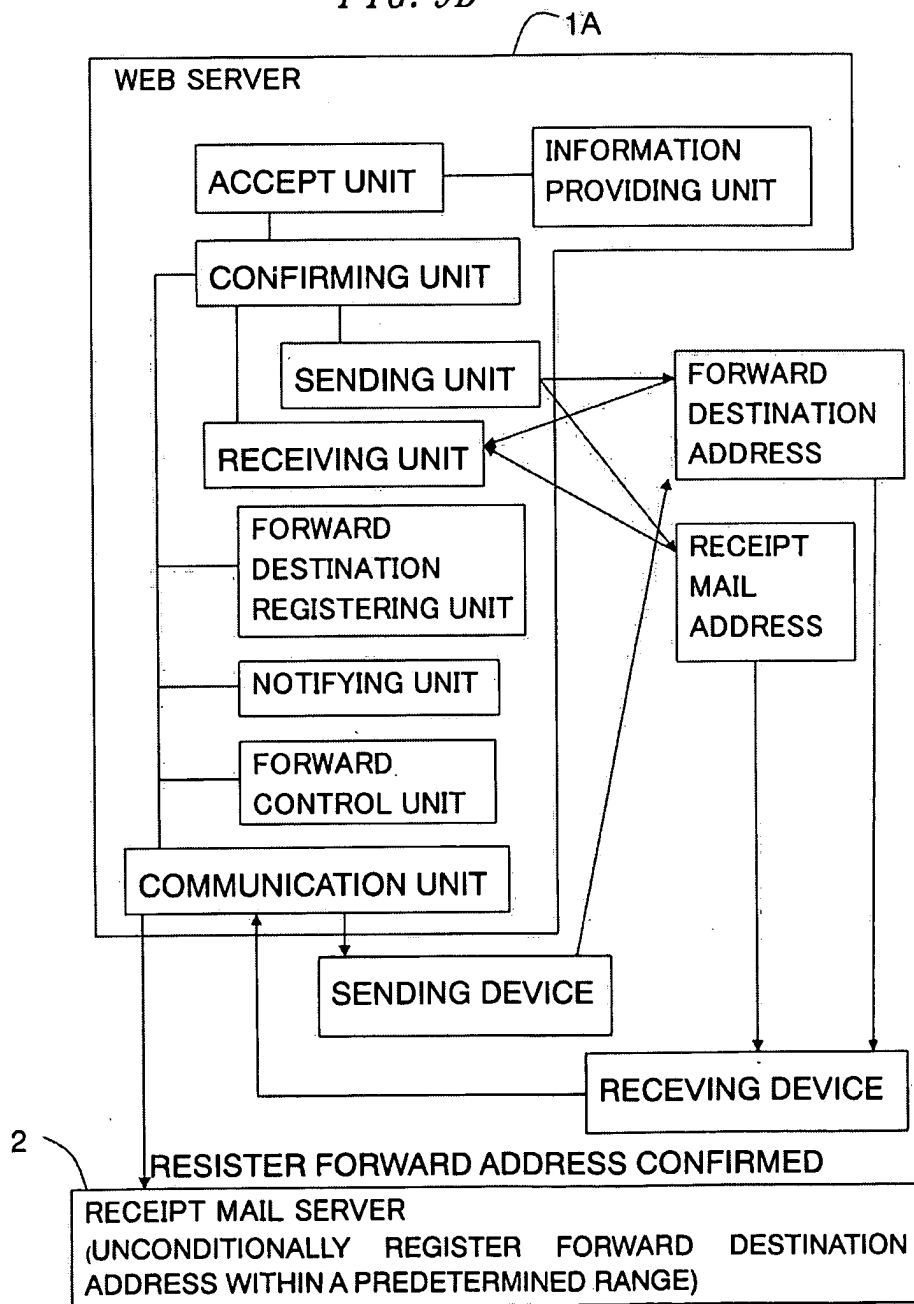 FIG. 9B
1A
WEB SERVER
ACCEPT UNIT
INFORMATION
PROVIDING UNIT
CONFIRMING UNIT
SENDING UNIT
FORWARD
DESTINATION
ADDRESS
RECEIVING UNIT
FORWARD
DESTINATION
REGISTERING UNIT
RECEIPT
MAIL
ADDRESS
NOTIFYING UNIT
FORWARD
CONTROL UNIT
COMMUNICATION UNIT
SENDING DEVICE
RECEVING DEVICE
2
RESISTER FORWARD ADDRESS CONFIRMED
RECEIPT MAIL SERVER
(UNCONDITIONALLY REGISTER FORWARD DESTINATION
ADDRESS WITHIN A PREDETERMINED RANGE)